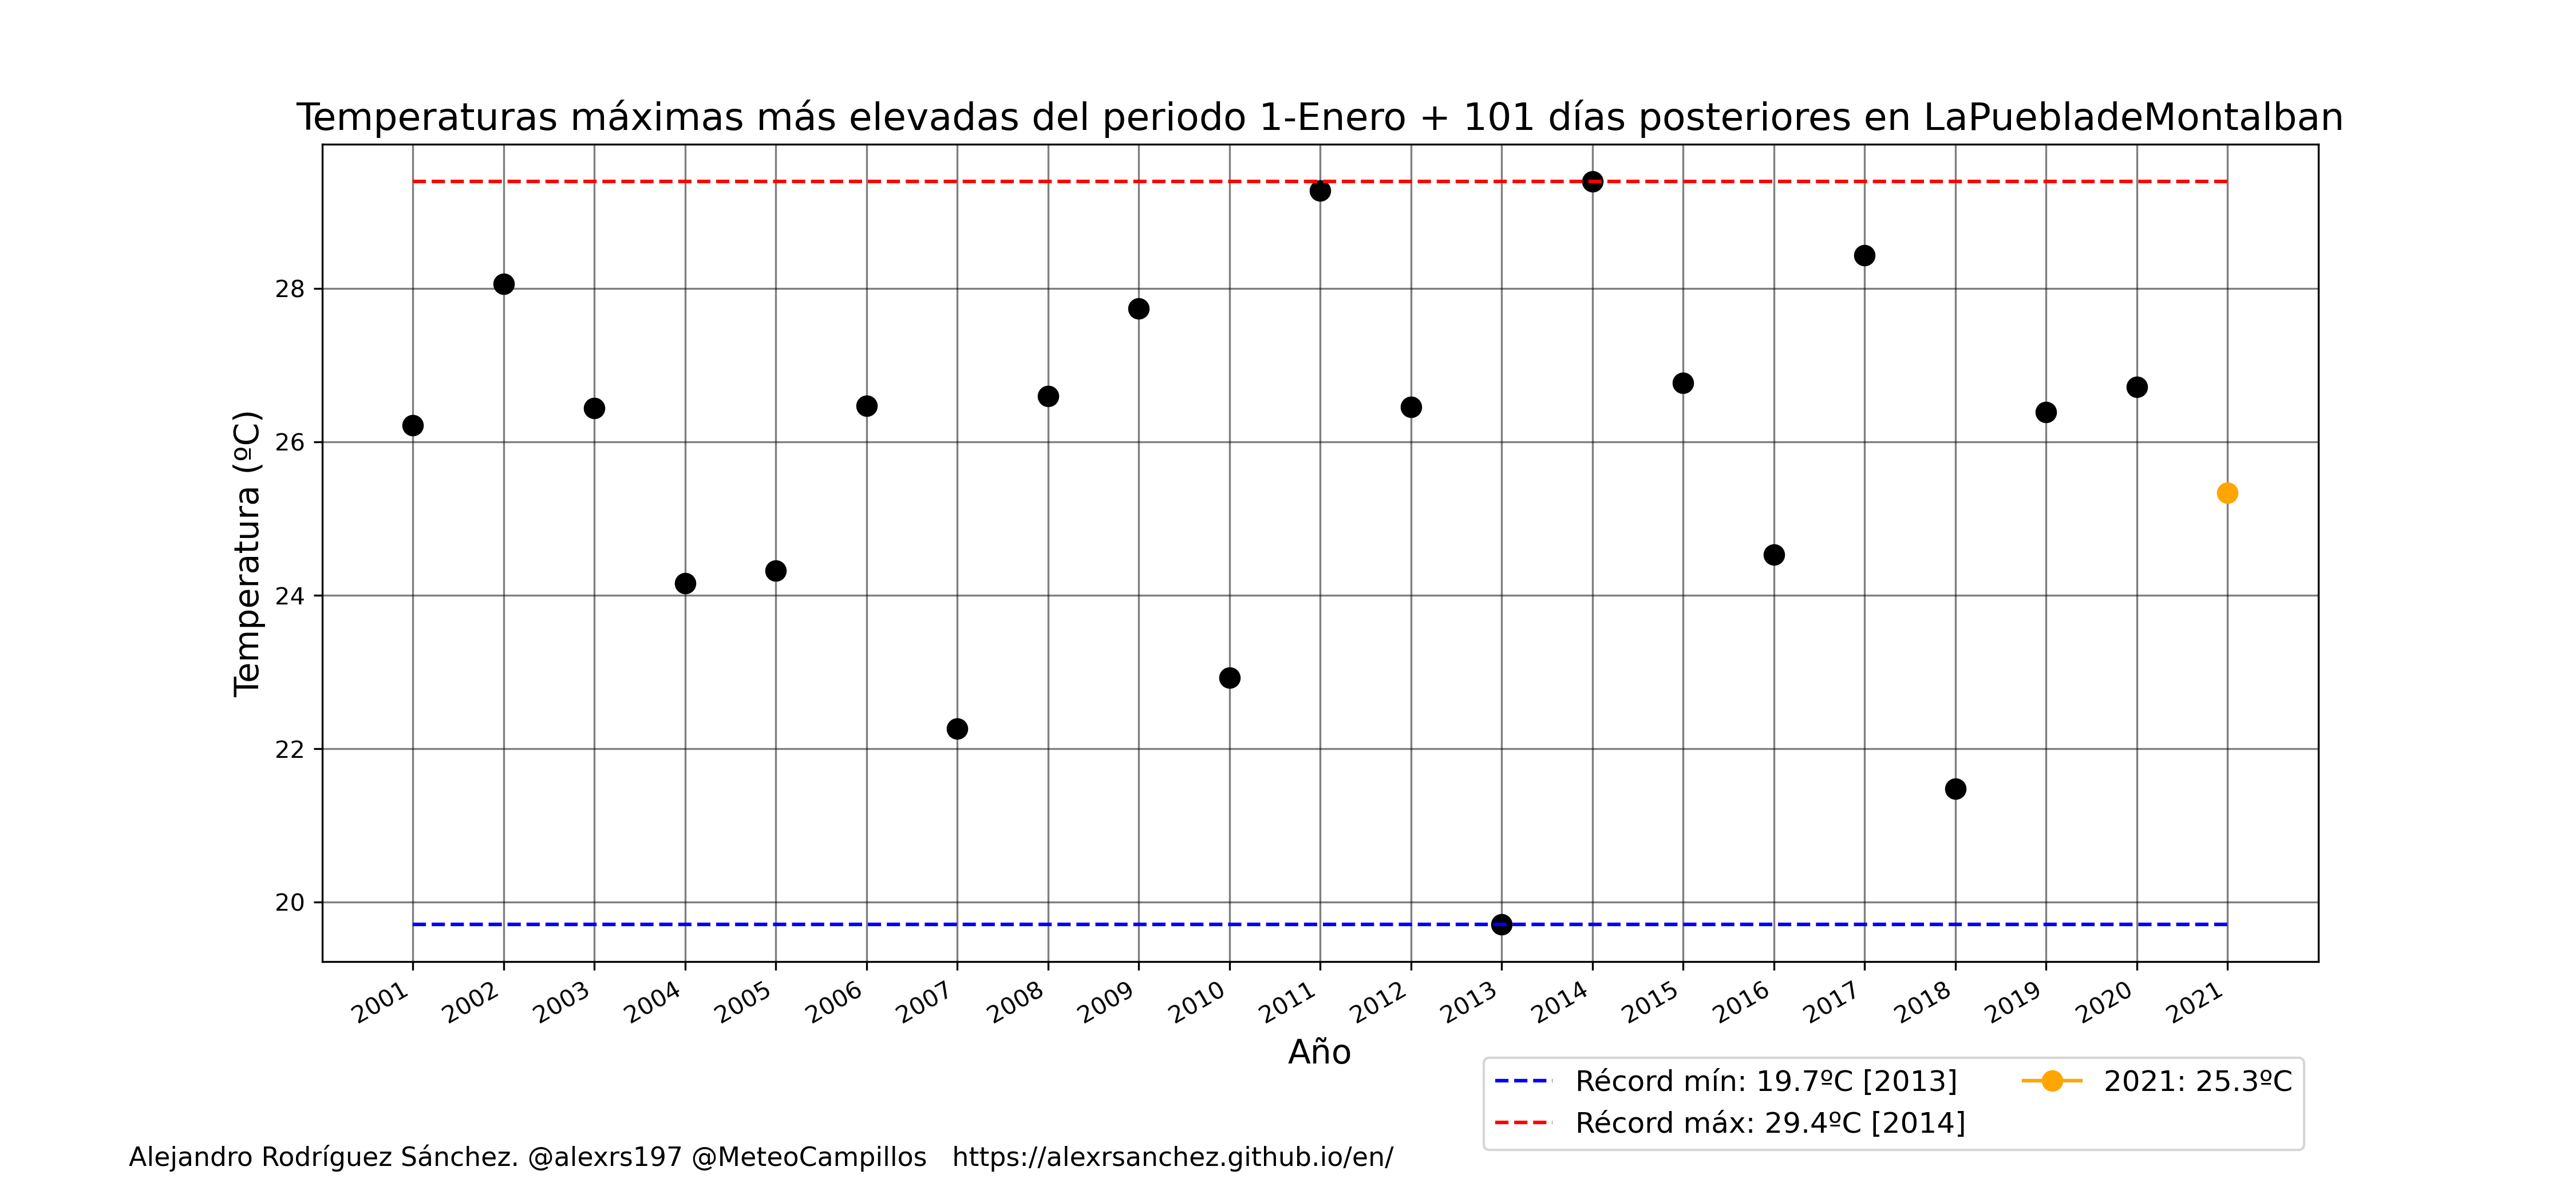 Temperaturas máximas más elevadas del periodo 1-Enero + 101 días posteriores en LaPuebladeMontalban
Temperatura (ºC)
28
26
24
22
20
2001 2002 2003 2004 2005 2006 2007 2008 2009 2010 2011 2012 2013 2014 2015 2016 2017 2018 2019 2020 2021
Año
Récord mín: 19.7ºC [2013]
Récord máx: 29.4ºC [2014]
2021: 25.3ºC
Alejandro Rodríguez Sánchez. @alexrs197 @MeteoCampillos https://alexrsanchez.github.io/en/